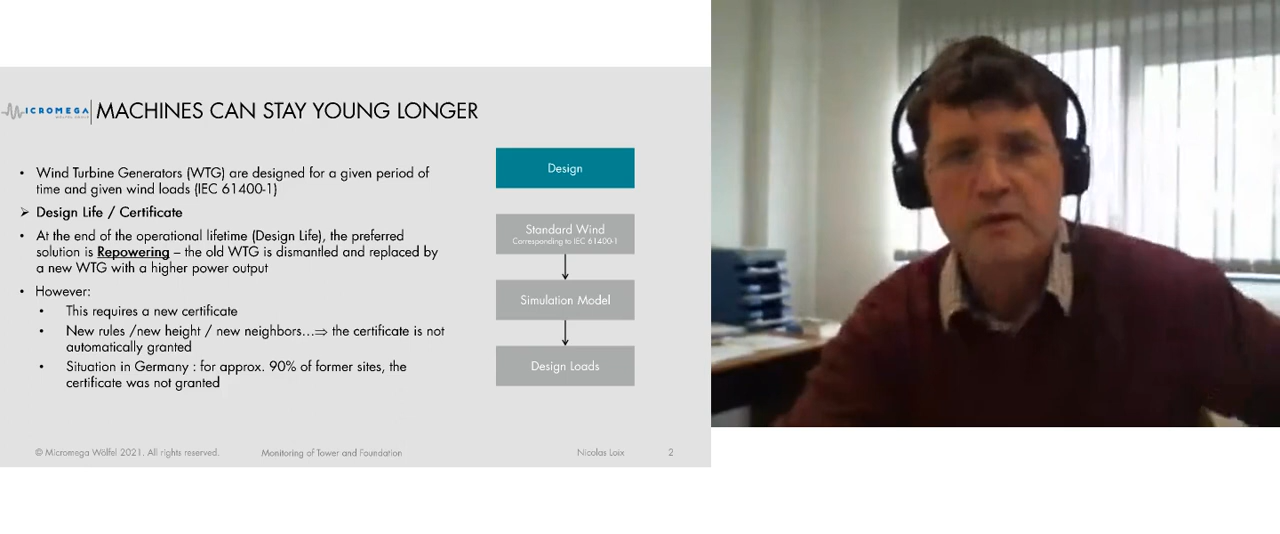 ICROMEGA
MACHINES CAN STAY YOUNG LONGER
• Wind Turbine Generators (WTG) are designed for a given period of
time and given wind loads (IEC 61400-1)
➢ Design Life / Certificate
• At the end of the operational lifetime (Design Life), the preferred
solution is Repowering – the old WTG is dismantled and replaced by
a new WTG with a higher power output
• However:
• This requires a new certificate
• New rules /new height / new neighbors…⇒ the certificate is not
automatically granted
• Situation in Germany : for approx. 90% of former sites, the
certificate was not granted
Design
Standard Wind
Corresponding to IEC 61400-1
Simulation Model
Design Loads
© Micromega Wölfel 2021. All rights reserved.
Monitoring of Tower and Foundation
Nicolas Loix
2